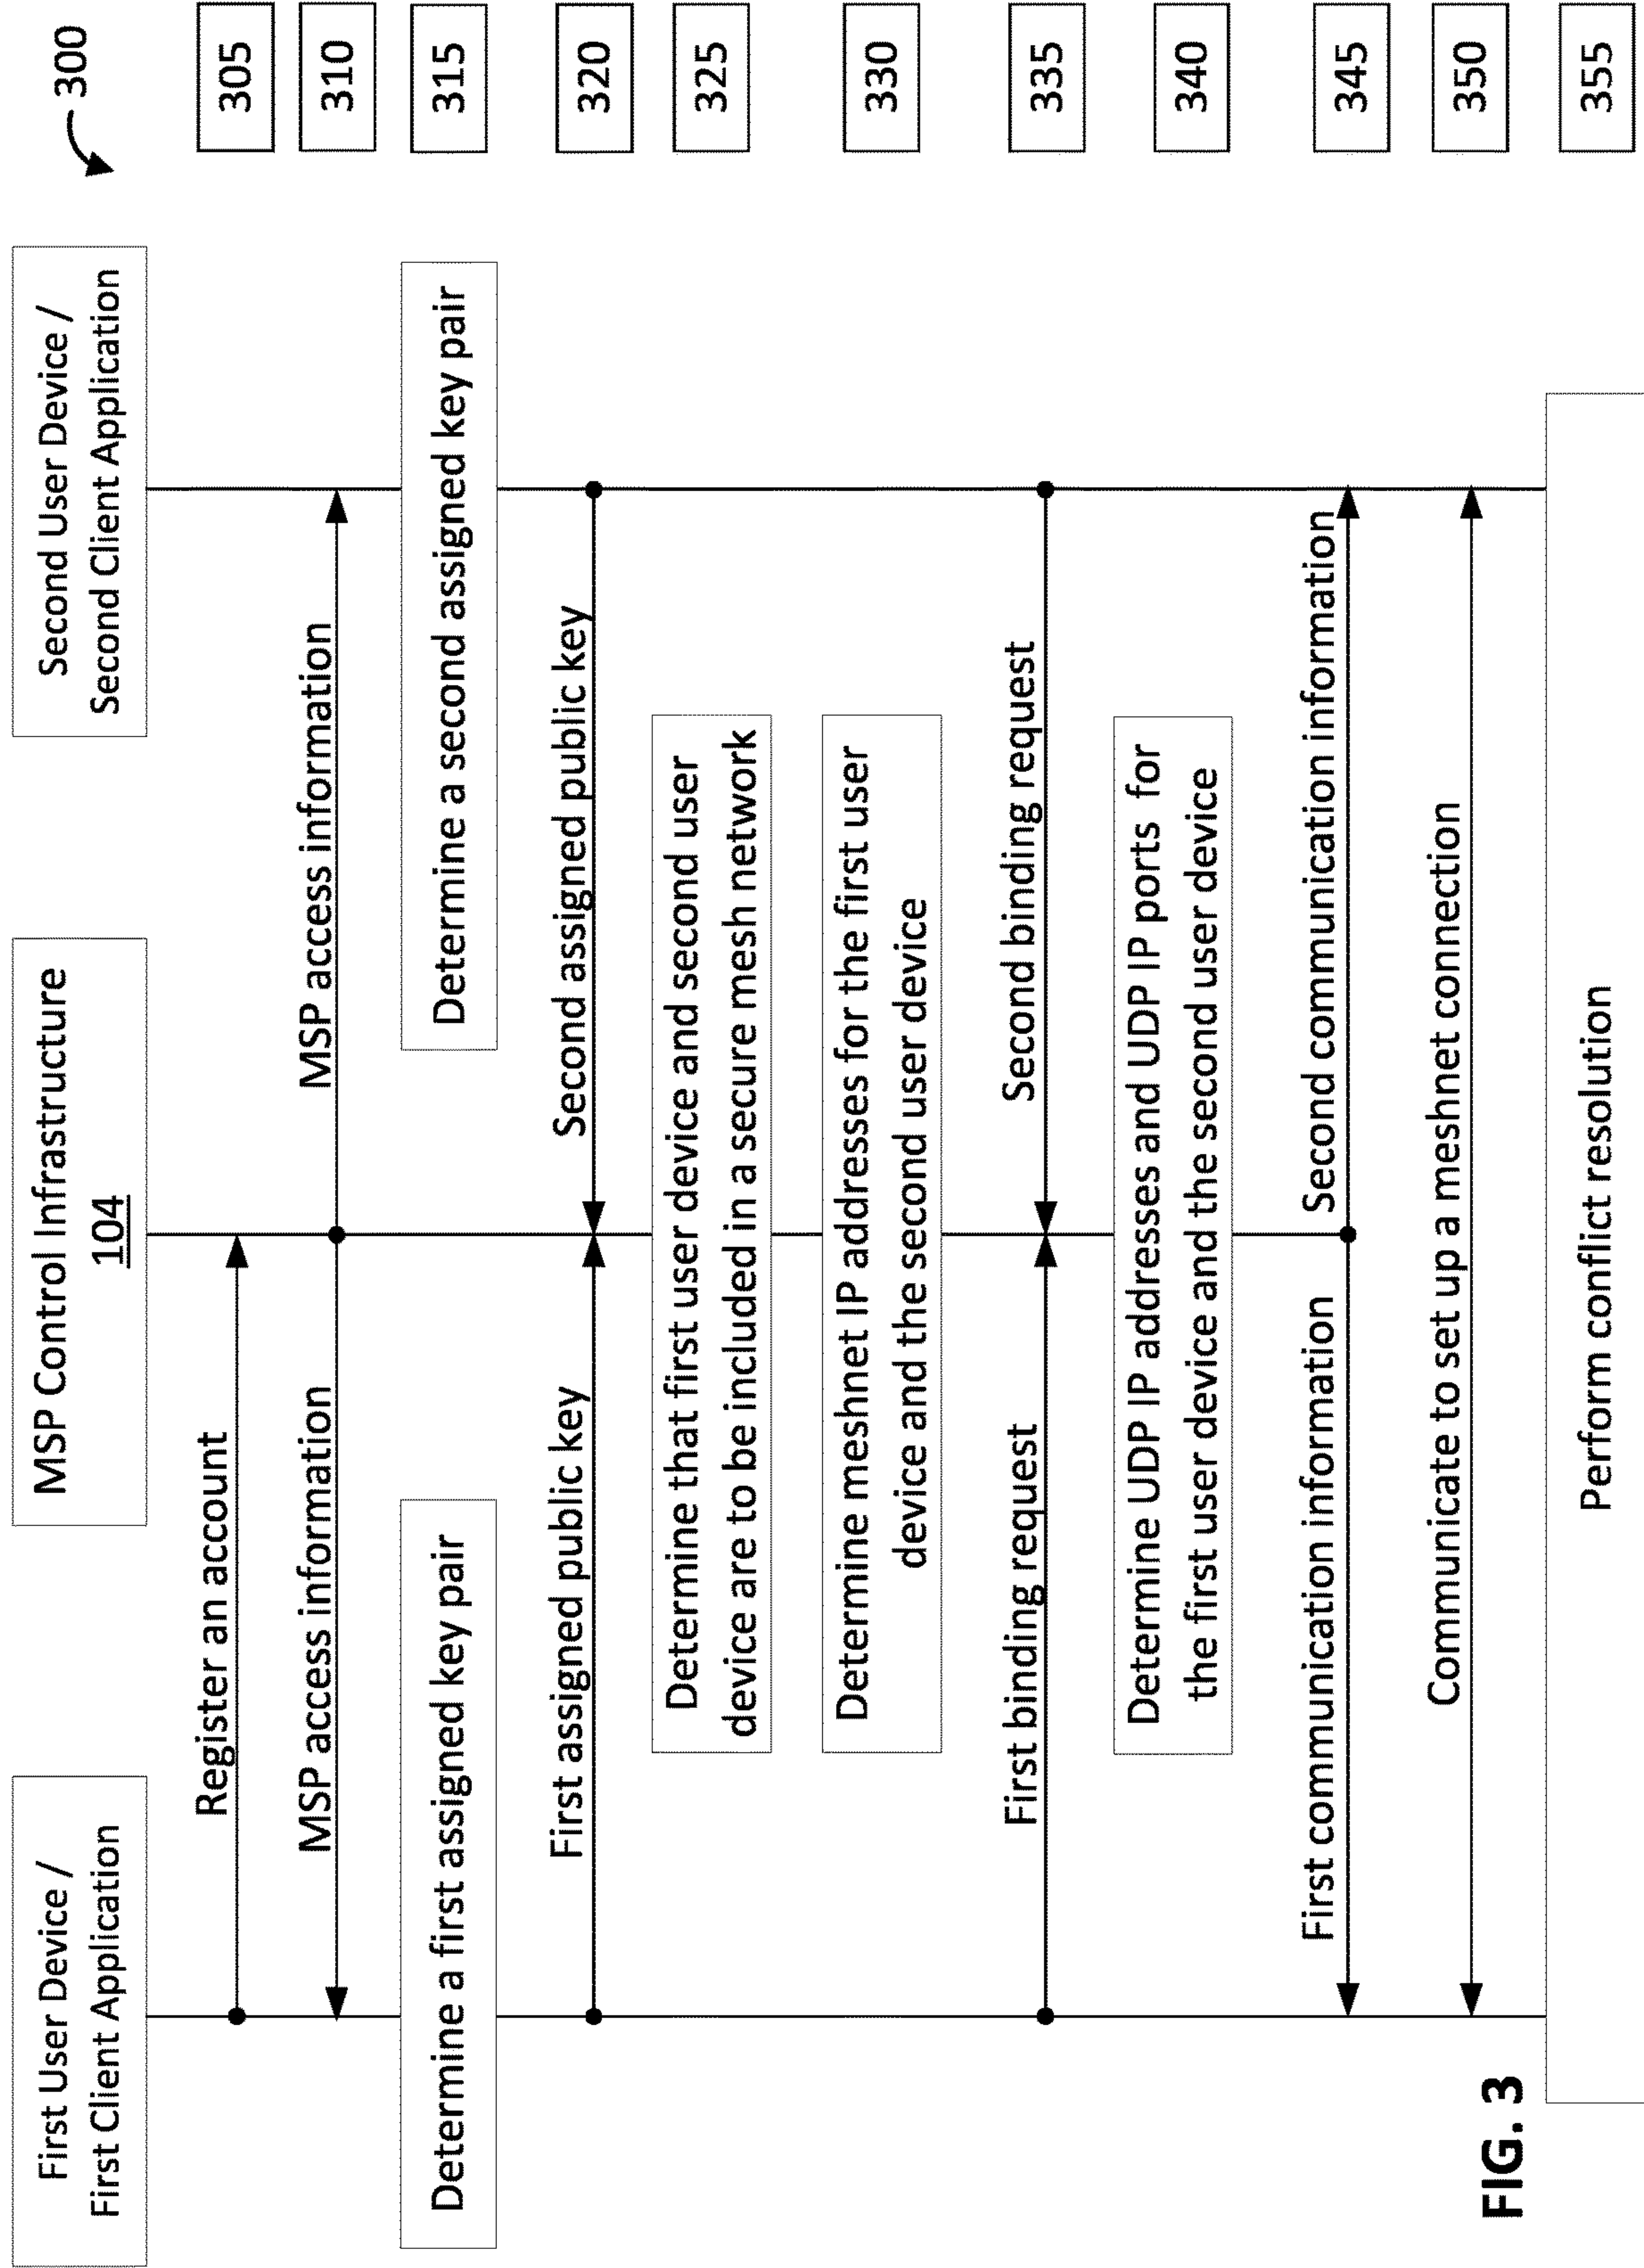 300
First User Device /
First Client Application
MSP Control Infrastructure
104
Second User Device /
Second Client Application
Register an account
305
MSP access information
MSP access information
310
Determine a first assigned key pair
Determine a second assigned key pair
315
First assigned public key
Second assigned public key
320
Determine that first user device and second user
device are to be included in a secure mesh network
325
Determine meshnet IP addresses for the first user
device and the second user device
330
First binding request
Second binding request
335
Determine UDP IP addresses and UDP IP ports for
the first user device and the second user device
340
First communication information
Second communication information
345
Communicate to set up a meshnet connection
350
Perform conflict resolution
355
FIG. 3